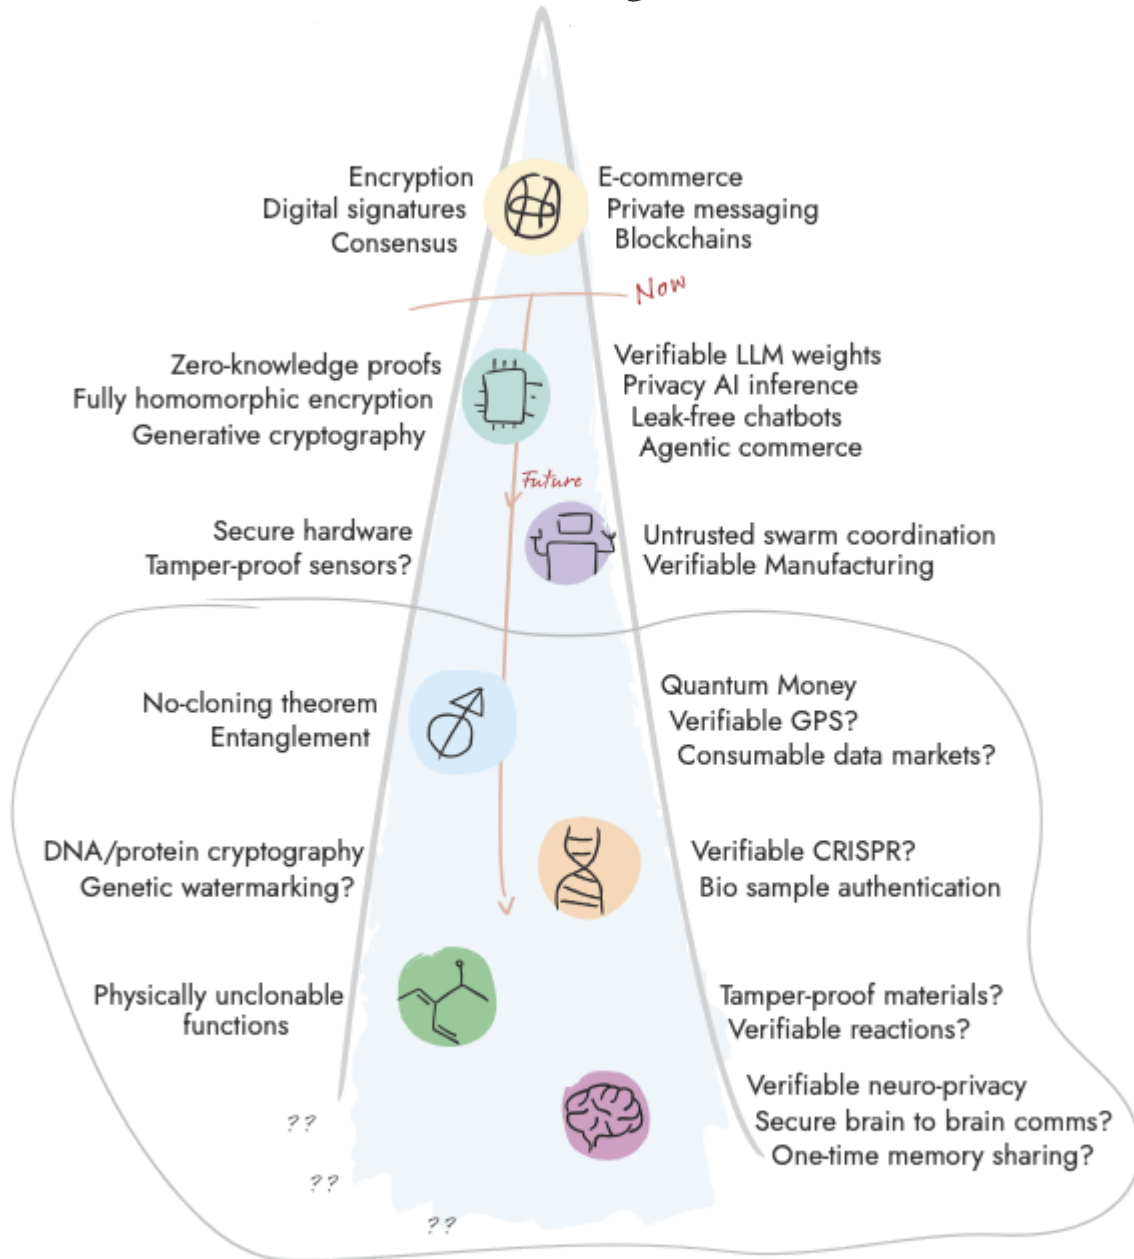 Encryption
Digital signatures
Consensus
E-commerce
Private messaging
Blockchains
Now
Zero-knowledge proofs
Fully homomorphic encryption
Generative cryptography
Verifiable LLM weights
Privacy AI inference
Leak-free chatbots
Agentic commerce
Future
Secure hardware
Tamper-proof sensors?
Untrusted swarm coordination
Verifiable Manufacturing
No-cloning theorem
Entanglement
Quantum Money
Verifiable GPS?
Consumable data markets?
DNA/protein cryptography
Genetic watermarking?
Verifiable CRISPR?
Bio sample authentication
Physically unclonable
functions
Tamper-proof materials?
Verifiable reactions?
Verifiable neuro-privacy
Secure brain to brain comms?
One-time memory sharing?
??
??
??